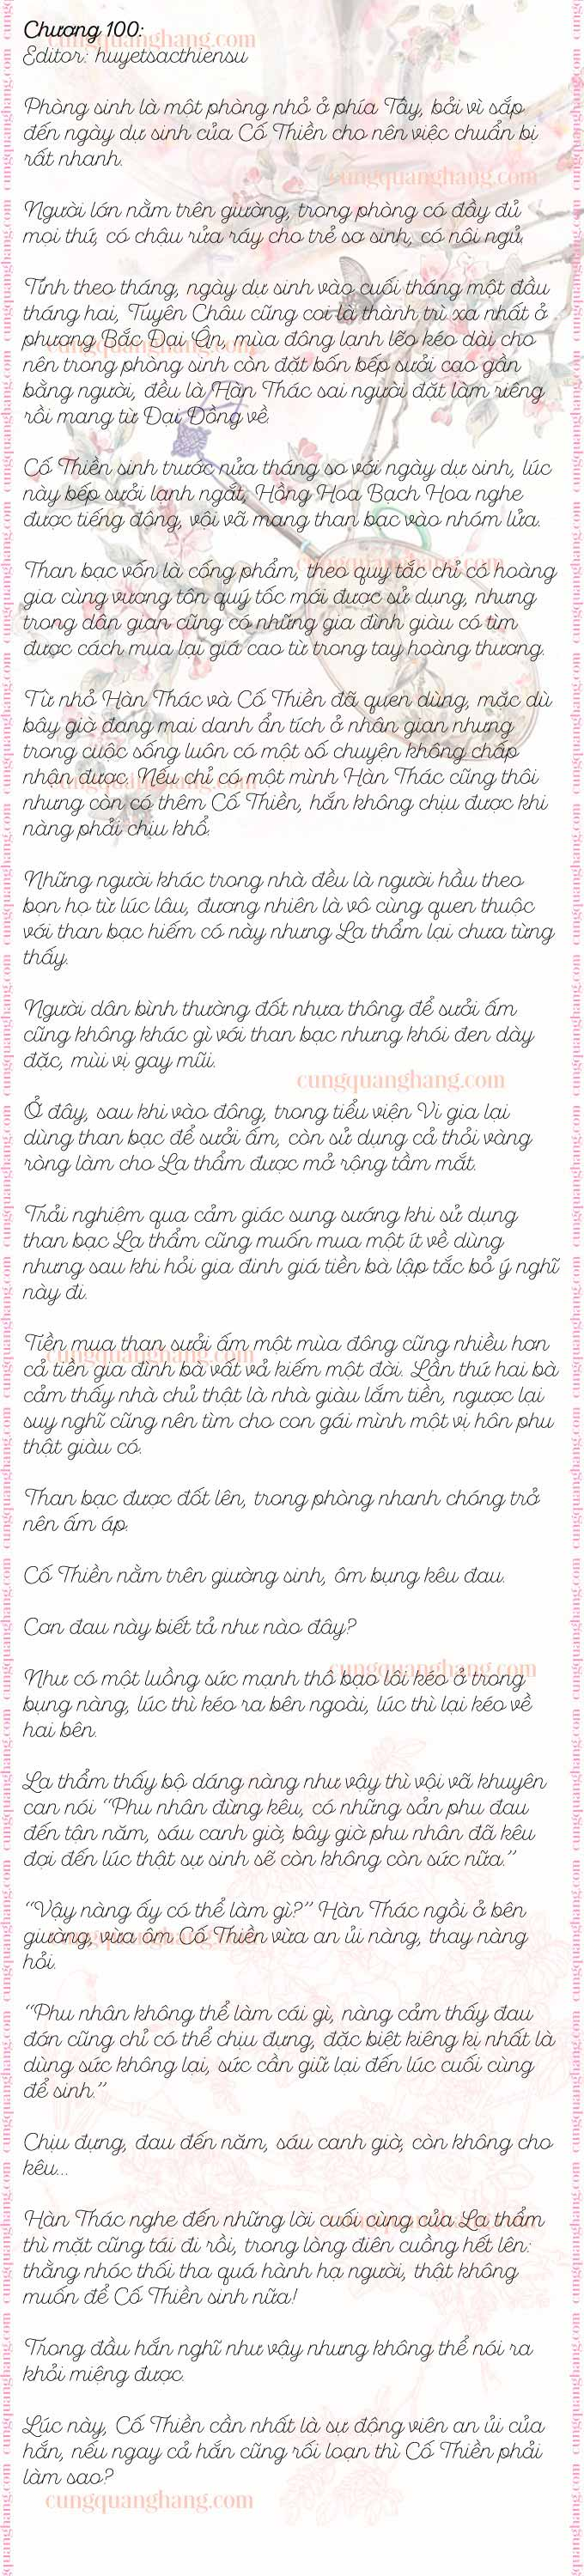 Chương 100:
cungquanghang.com
Editor: huyetsacthiensu
Phòng sinh là một phòng nhỏ ở phía Tây, bởi vì sắp
đến ngày dự sinh của Cố Thiền cho nên việc chuẩn bị
rất nhanh.
cungquanghang.com
Người lớn nằm trên giường, trong phòng có đầy đủ
mọi thứ, có chậu rửa ráy cho trẻ sơ sinh, có nôi ngủ.
Tính theo tháng, ngày dự sinh vào cuối tháng một đầu
tháng hai, Tuyên Châu cũng coi là thành trì xa nhất ở
phương Bắc Đại Ân, mùa đông lạnh lẽo kéo dài cho
cungquanghang.com
nên trong phòng sinh còn đặt bốn bếp sưởi cao gần
bằng người, đều là Hàn Thác sai người đặt làm riêng
rồi mang từ Đại Đồng về.
Cố Thiền sinh trước nửa tháng so với ngày dự sinh, lúc
này bếp sưởi lạnh ngắt, Hồng Hoa Bạch Hoa nghe
được tiếng động, vội vã mang than bạc vào nhóm lửa.
cungquanghang.com
Than bạc vốn là cống phẩm, theo quy tắc chỉ có hoàng
gia cùng vương tôn quý tốc mới được sử dụng, nhưng
trong dân gian cũng có những gia đình giàu có tìm
được cách mua lại giá cao từ trong tay hoàng thương.
Từ nhỏ Hàn Thác và Cố Thiền đã quen dùng, mặc dù
bây giờ đang mai danh ẩn tích ở nhân gian nhưng
trong cuộc sống luôn có một số chuyện không chấp
cungquanghang.com
nhận được. Nếu chỉ có một mình Hàn Thác cũng thôi
nhưng còn có thêm Cố Thiền, hắn không chịu được khi
nàng phải chịu khổ.
Những người khác trong nhà đều là người hầu theo
bọn họ từ lúc lâu, đương nhiên là vô cùng quen thuộc
với than bạc hiếm có này nhưng La thẩm lại chưa từng
thấy.
Người dân bình thường đốt nhựa thông để sưởi ấm
cũng không khác gì với than bạc nhưng khói đen dày
đặc, mùi vị gay mũi.
cungquanghang.com
Ở đây, sau khi vào đông, trong tiểu viện Vi gia lại
dùng than bạc để sưởi ấm, còn sử dụng cả thỏi vàng
ròng làm cho La thẩm được mở rộng tầm mắt.
Trải nghiệm qua cảm giác sung sướng khi sử dụng
than bạc La thẩm cũng muốn mua một ít về dùng
nhưng sau khi hỏi gia đinh giá tiền bà lập tắc bỏ ý nghĩ
này đi.
Tiền mua than sưởi ấm một mùa đông cũng nhiều hơn
cungquanghang.com
cả tiền gia đình bà vất vả kiếm một đời. Lần thứ hai bà
cảm thấy nhà chủ thật là nhà giàu lắm tiền, ngược lại
suy nghĩ cũng nên tìm cho con gái mình một vị hôn phu
thật giàu có.
Than bạc được đốt lên, trong phòng nhanh chóng trở
nên ấm áp.
Cố Thiền nằm trên giường sinh, ôm bụng kêu đau.
Cơn đau này biết tả như nào đây?
cungquanghang.com
Như có một luồng sức mạnh thô bạo lôi kéo ở trong
bụng nàng, lúc thì kéo ra bên ngoài, lúc thì lại kéo về
hai bên.
La thẩm thấy bộ dáng nàng như vậy thì vội vã khuyên
can nói: “Phu nhân đừng kêu, có những sản phụ đau
đến tận năm, sáu canh giờ, bây giờ phu nhân đã kêu
đợi đến lúc thật sự sinh sẽ còn không còn sức nữa.”
“Vậy nàng ấy có thể làm gì?” Hàn Thác ngồi ở bên
giường, vừa ôm Cố Thiền vừa an ủi nàng, thay nàng
cungquanghang.com
hỏi.
“Phu nhân không thể làm cái gì, nàng cảm thấy đau
đớn cũng chỉ có thể chịu đựng, đặc biệt kiêng kị nhất là
dùng sức không lại, sức cần giữ lại đến lúc cuối cùng
để sinh.”
Chịu đựng, đau đến năm, sáu canh giờ, còn không cho
kêu...
Hàn Thác nghe đến những lời cuối cùng của La thẩm
thì mặt cũng tái đi rồi, trong lòng điên cuồng hét lên:
thằng nhóc thối tha quá hành hạ người, thật không
muốn để Cố Thiền sinh nữa!
Trong đầu hắn nghĩ như vậy nhưng không thể nói ra
khỏi miệng được.
Lúc này, Cố Thiền cần nhất là sự động viên an ủi của
hắn, nếu ngay cả hắn cũng rối loạn thì Cố Thiền phải
làm sao?
cungquanghang.com